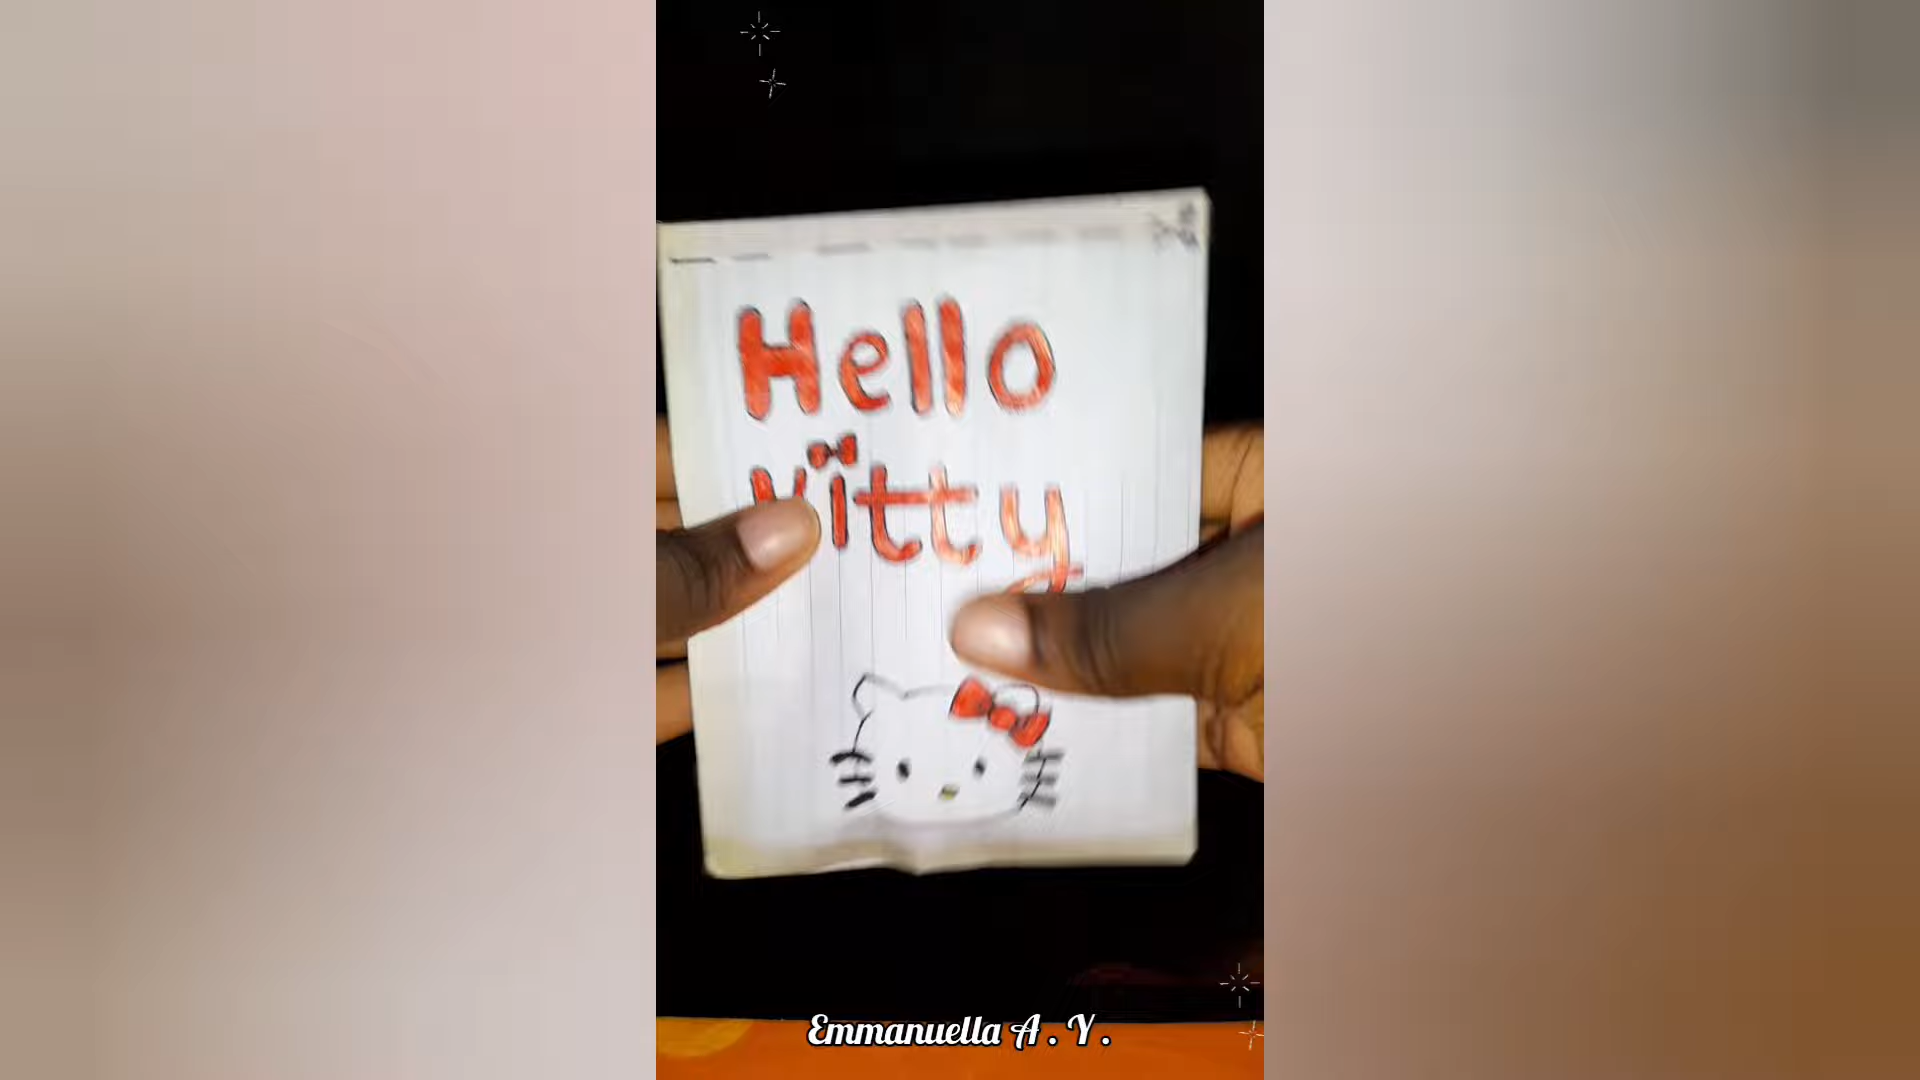 Hello
Kitty
Emmanuella A . Y .